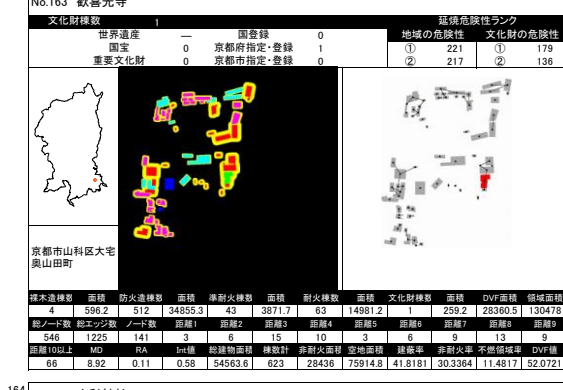 No.163 歓喜光寺
文化財棟数 1 延焼危険性ランク
世界遺産 — 国登録 0 地域の危険性 文化財の危険性
国宝 0 京都府指定・登録 1 ① 221 ① 179
重要文化財 0 京都市指定・登録 0 ② 217 ② 136
京都市山科区大宅
奥山田町
裸木造棟数 面積 防火造棟数 面積 準耐火棟数 面積 耐火棟数 面積 文化財棟数 面積 DVF面積 領域面積
4 596.2 512 34855.3 43 3871.7 63 14981.2 1 259.2 28360.5 130478
総ノード数 総エッジ数 ノード数 距離1 距離2 距離3 距離4 距離5 距離6 距離7 距離8 距離9
546 1225 141 3 6 15 10 3 6 9 13 9
距離10以上 MD RA Int値 総建物面積 棟数計 非耐火面積 空地面積 建蔽率 非耐火率 不燃領域率 DVF値
66 8.92 0.11 0.58 54563.6 623 28436 75914.8 41.8181 30.3364 11.4817 52.0721
164